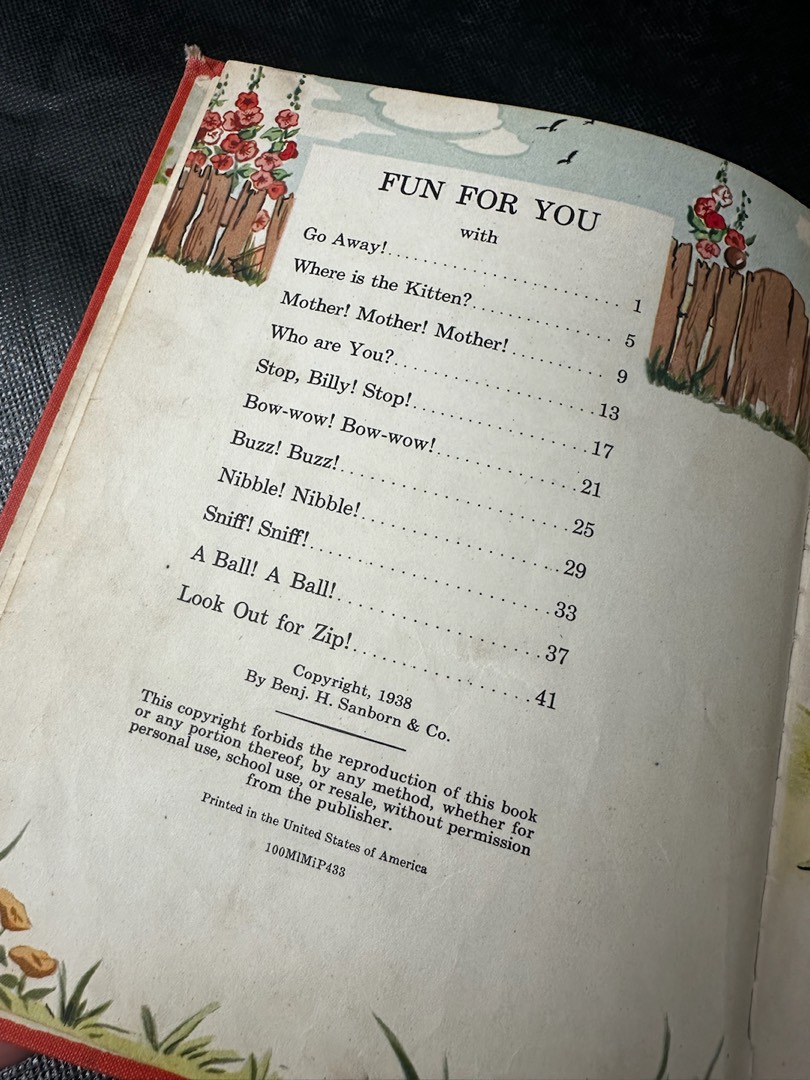 FUN FOR YOU
with
Go Away!..............................1
Where is the Kitten?..................5
Mother! Mother! Mother!...........9
Who are You?.......................13
Stop, Billy! Stop!....................17
Bow-wow! Bow-wow!................21
Buzz! Buzz!..........................25
Nibble! Nibble!......................29
Sniff! Sniff!..........................33
A Ball! A Ball!.......................37
Look Out for Zip!....................41
Copyright, 1938
By Benj. H. Sanborn & Co.
This copyright forbids the reproduction of this book
or any portion thereof, by any method, whether for
personal use, school use, or resale, without permission
from the publisher.
Printed in the United States of America
100MlMiP433